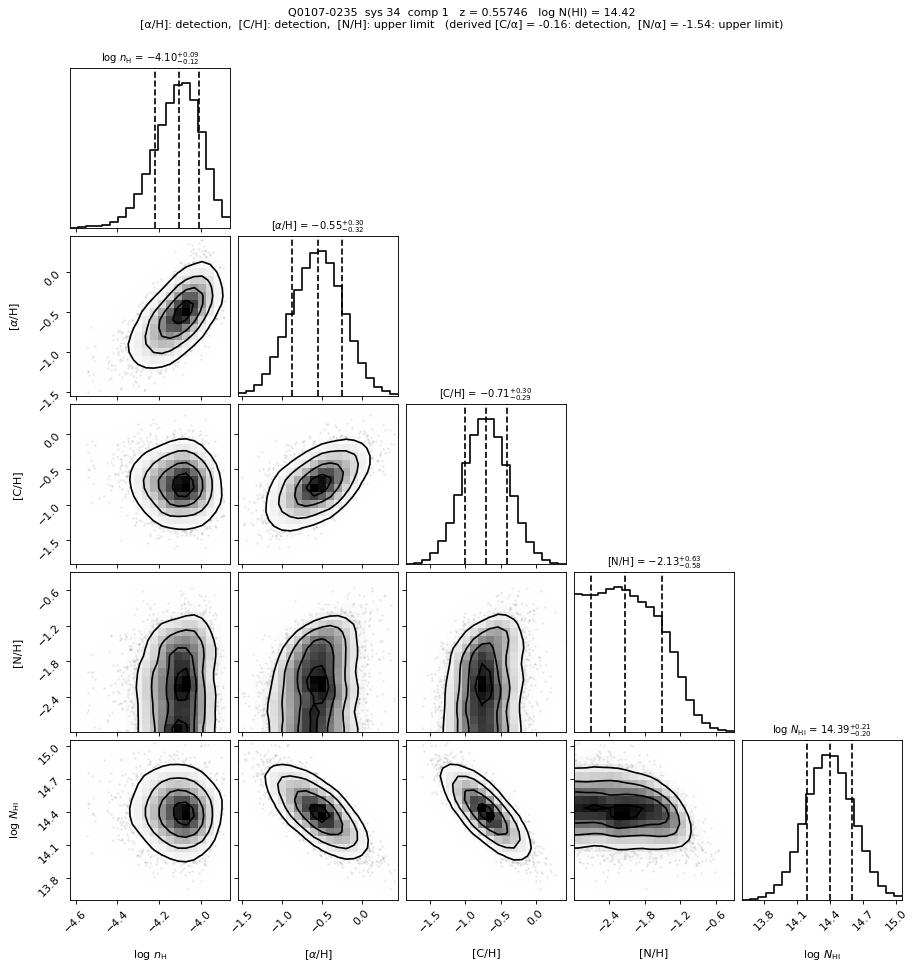 Q0107-0235  sys 34  comp 1   z = 0.55746   log N(HI) = 14.42
[α/H]: detection,  [C/H]: detection,  [N/H]: upper limit   (derived [C/α] = -0.16: detection,  [N/α] = -1.54: upper limit)
log n_H = −4.10^{+0.09}_{−0.12}
[α/H] = −0.55^{+0.30}_{−0.32}
0.0
−0.5
−1.0
−1.5
[α/H]
[C/H] = −0.71^{+0.30}_{−0.29}
0.0
−0.5
−1.0
−1.5
[C/H]
[N/H] = −2.13^{+0.63}_{−0.58}
−0.6
−1.2
−1.8
−2.4
[N/H]
log N_HI = 14.39^{+0.21}_{−0.20}
15.0
14.7
14.4
14.1
13.8
log N_HI
−4.6 −4.4 −4.2 −4.0
−1.5 −1.0 −0.5 0.0
−1.5 −1.0 −0.5 0.0
−2.4 −1.8 −1.2 −0.6
13.8 14.1 14.4 14.7 15.0
log n_H
[α/H]
[C/H]
[N/H]
log N_HI